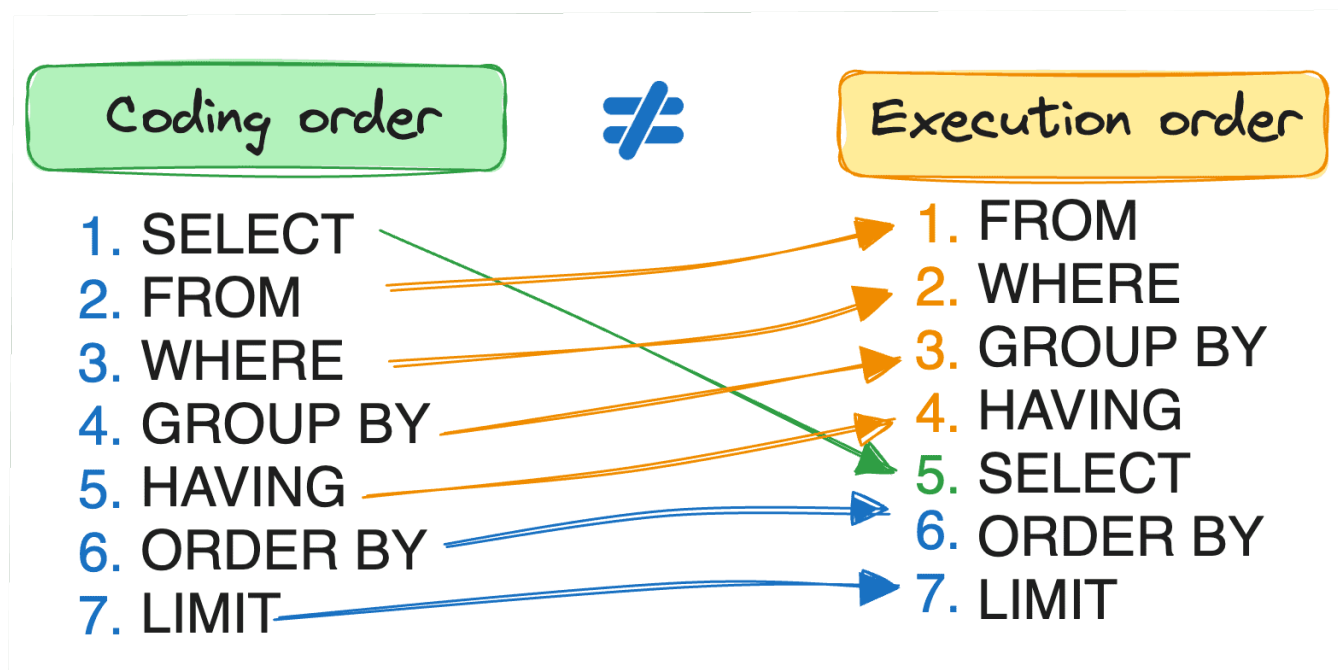 Coding order
≠
Execution order
1. SELECT
2. FROM
3. WHERE
4. GROUP BY
5. HAVING
6. ORDER BY
7. LIMIT
1. FROM
2. WHERE
3. GROUP BY
4. HAVING
5. SELECT
6. ORDER BY
7. LIMIT